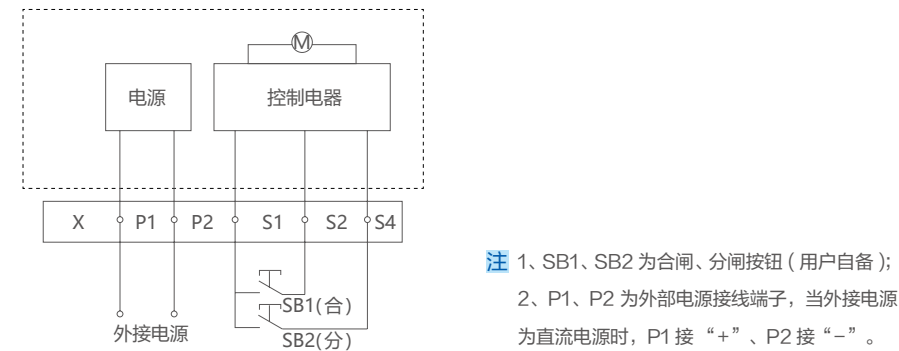 M
电源
控制电器
X P1 P2 S1 S2 S4
SB1(合)
外接电源
SB2(分)
注 1、SB1、SB2 为合闸、分闸按钮 ( 用户自备 );
2、P1、P2 为外部电源接线端子，当外接电源
为直流电源时，P1 接 “+” 、P2 接 “-” 。